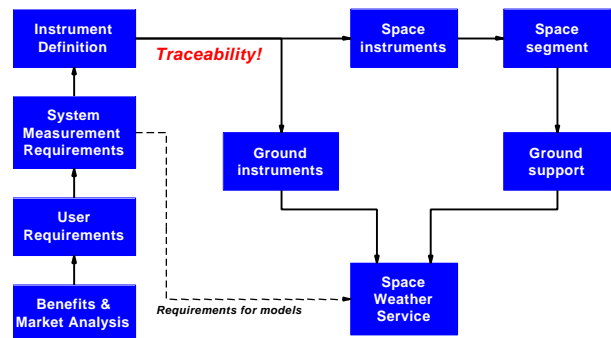 Instrument
Definition
Traceability!
Space
instruments
Space
segment
System
Measurement
Requirements
Ground
instruments
Ground
support
User
Requirements
Space
Weather
Service
Benefits &
Market Analysis
Requirements for models